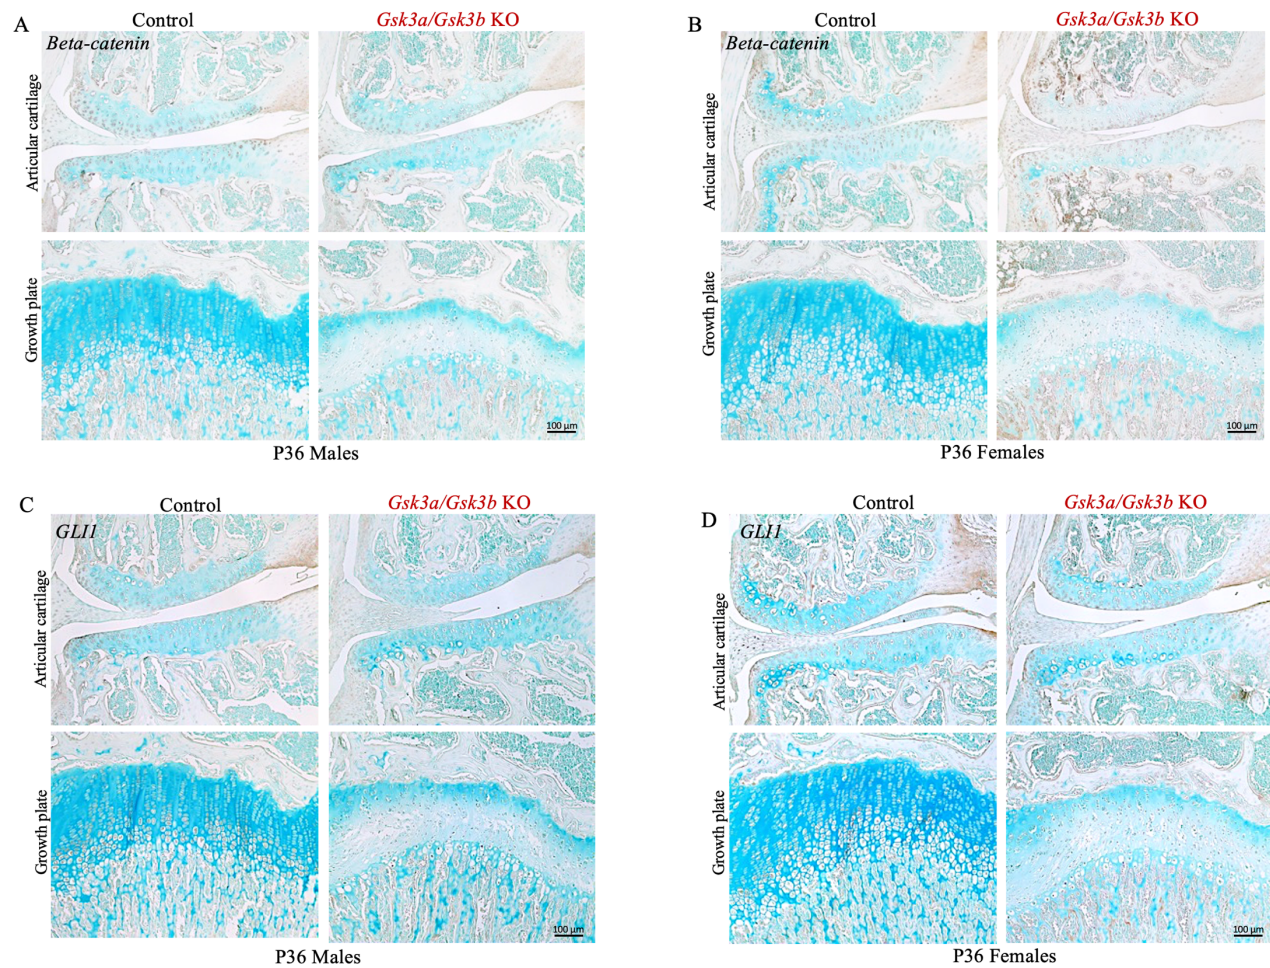 A
Control
Gsk3a/Gsk3b KO
Beta-catenin
Articular cartilage
Growth plate
100 µm
P36 Males
B
Control
Gsk3a/Gsk3b KO
Beta-catenin
Articular cartilage
Growth plate
100 µm
P36 Females
C
Control
Gsk3a/Gsk3b KO
GLI1
Articular cartilage
Growth plate
100 µm
P36 Males
D
Control
Gsk3a/Gsk3b KO
GLI1
Articular cartilage
Growth plate
100 µm
P36 Females